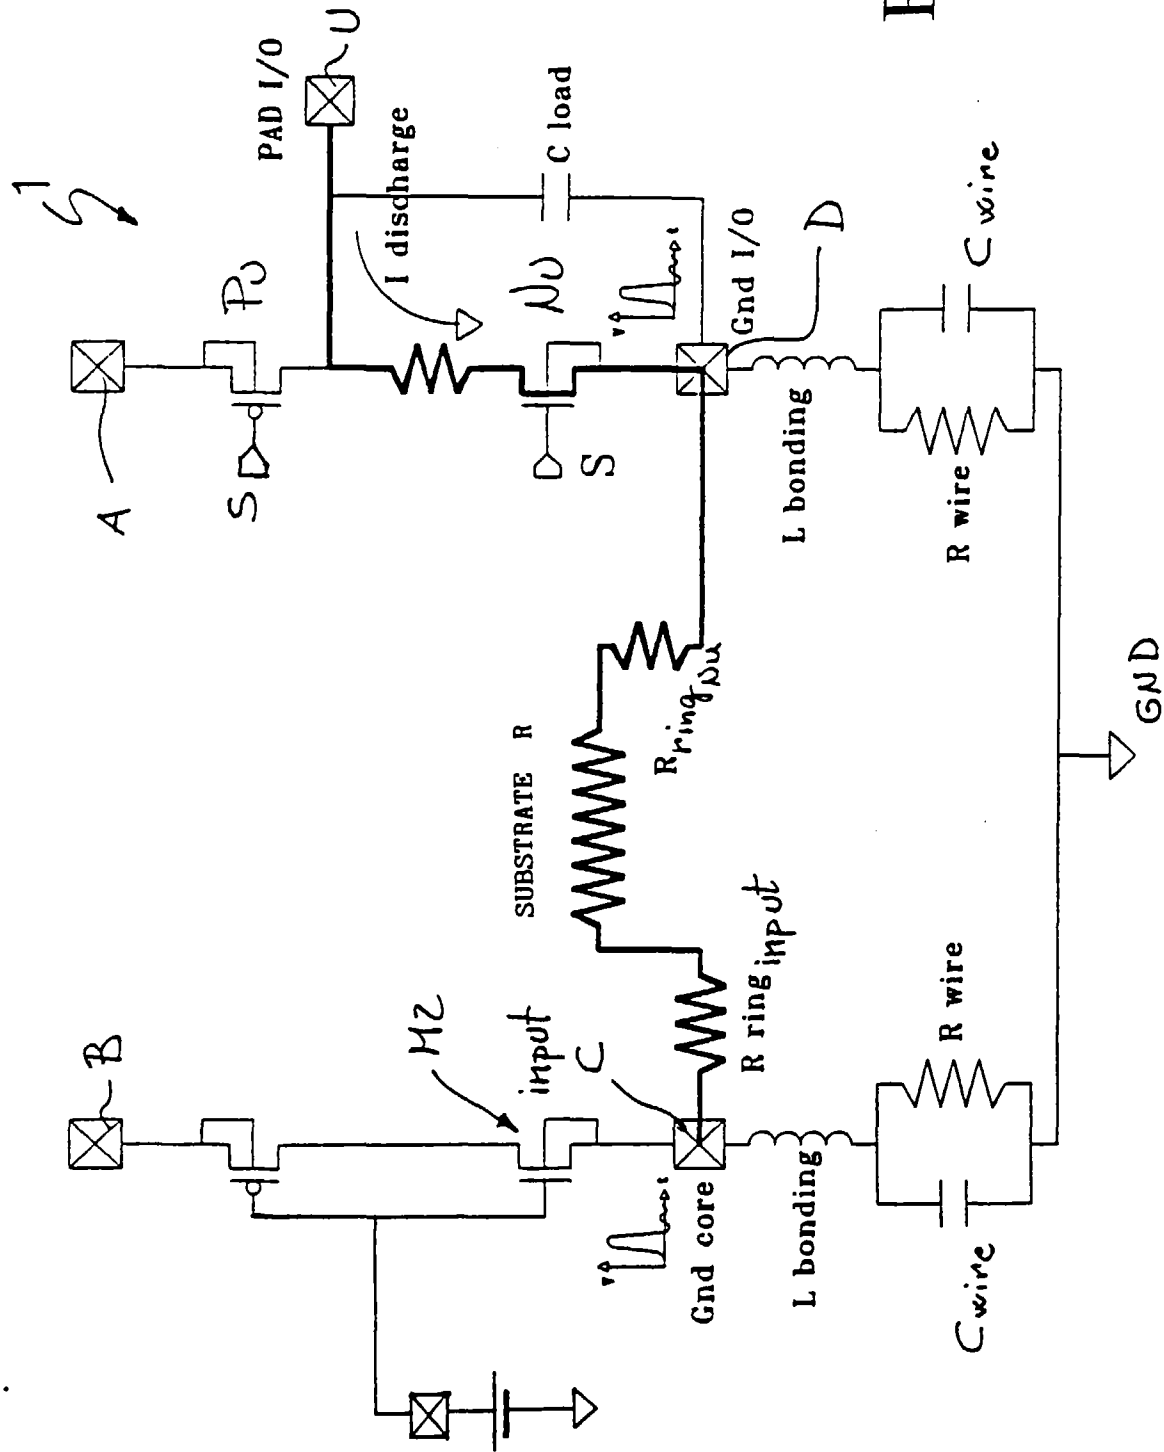 1
A
PU
S
PAD I/O
U
I discharge
C load
NU
S
v
t
Gnd I/O
D
L bonding
R wire
C wire
SUBSTRATE R
R ring NU
R ring input
B
M2
input
C
v
t
Gnd core
L bonding
R wire
C wire
GND